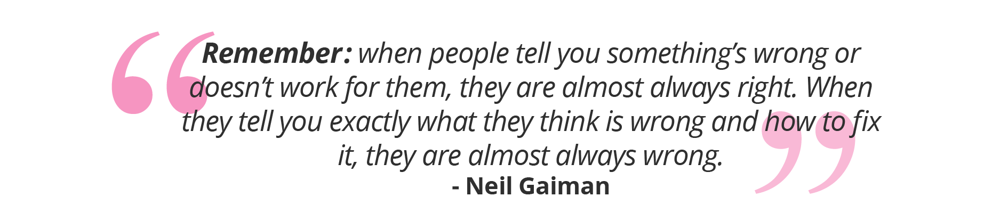 Remember: when people tell you something’s wrong or
doesn’t work for them, they are almost always right. When
they tell you exactly what they think is wrong and how to fix
it, they are almost always wrong.
- Neil Gaiman